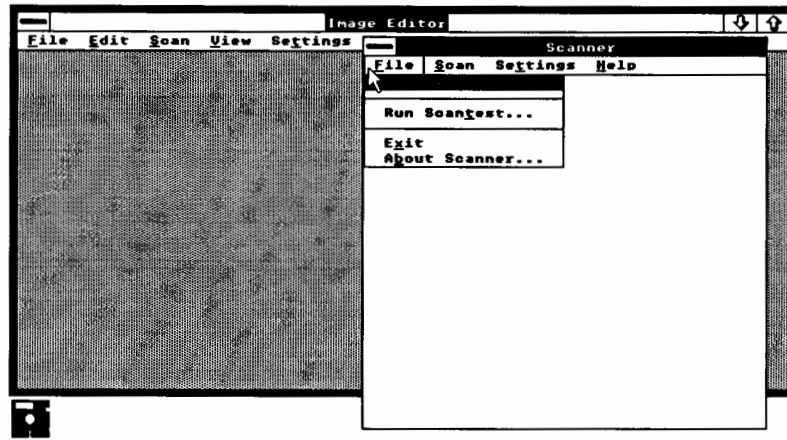 Image Editor
File Edit Scan View Settings
Scanner
File Scan Settings Help
Run Scantest...
Exit
About Scanner...